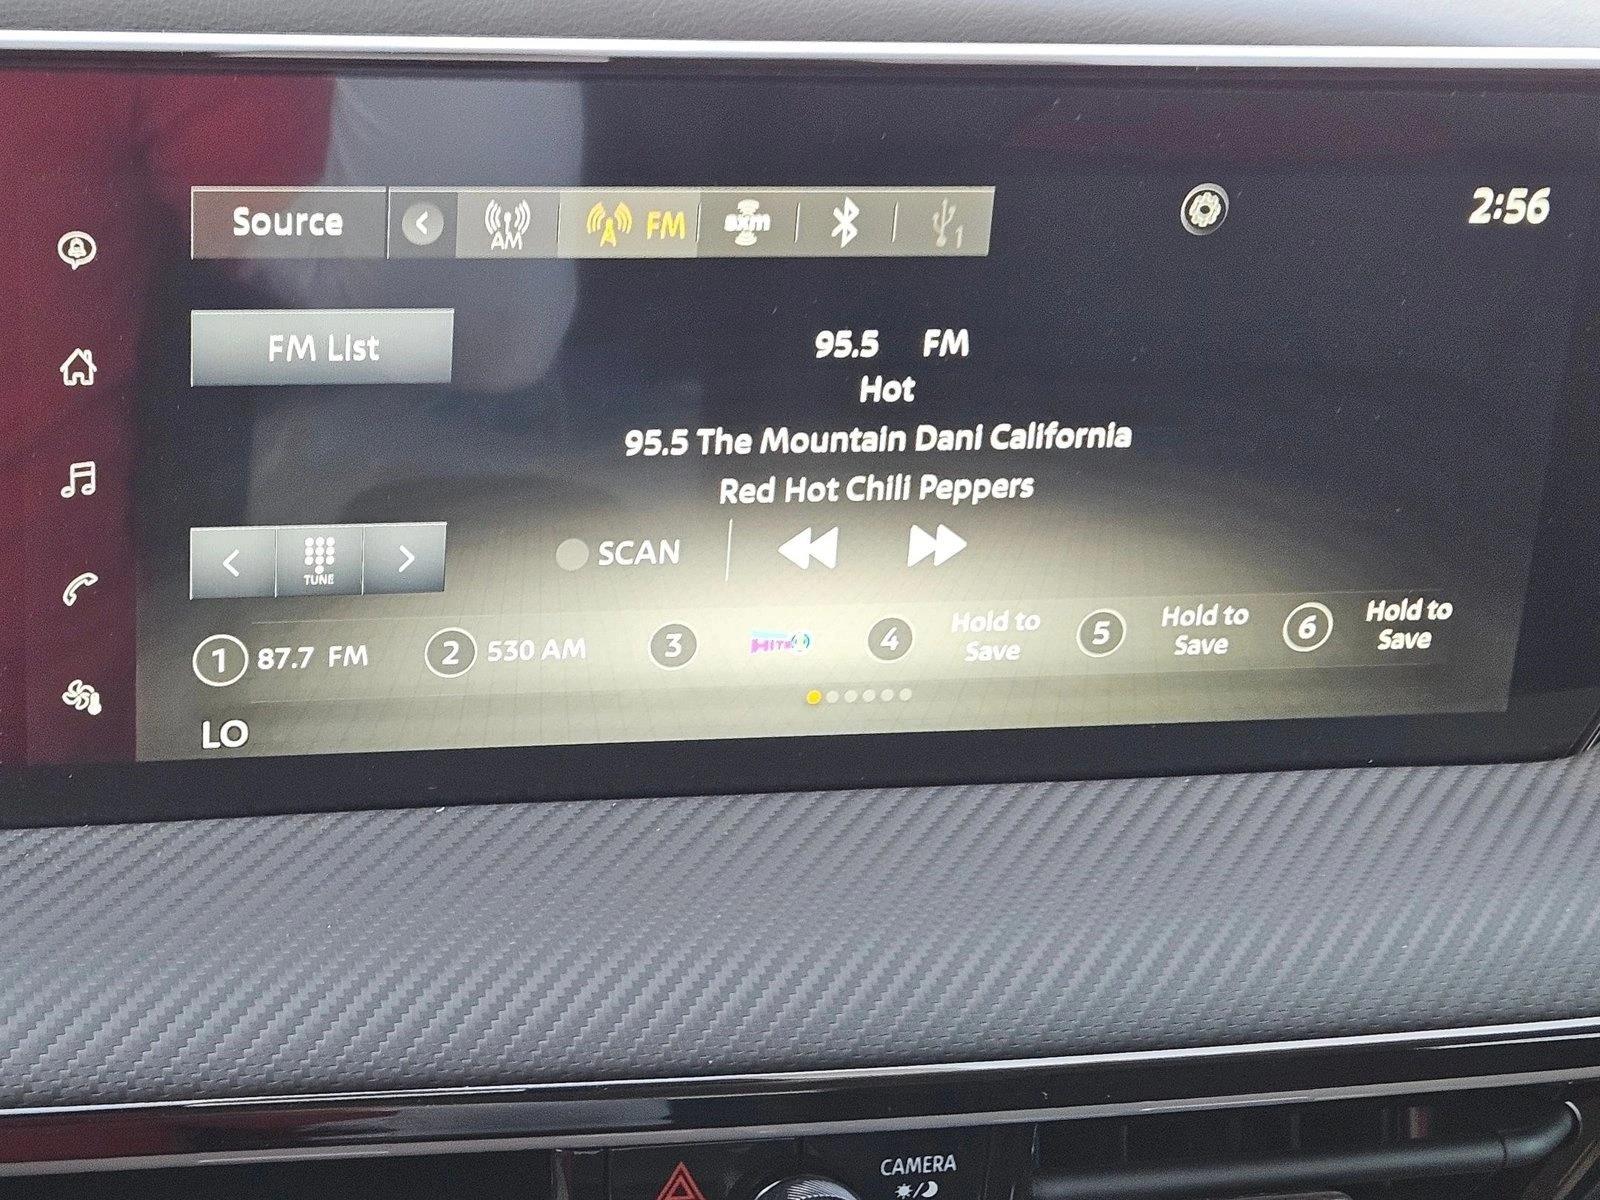 Source
AM
FM
sxm
1
2:56
FM List
95.5 FM
Hot
95.5 The Mountain Dani California
Red Hot Chili Peppers
TUNE
SCAN
1 87.7 FM
2 530 AM
3
4 Hold to
Save
5 Hold to
Save
6 Hold to
Save
LO
CAMERA